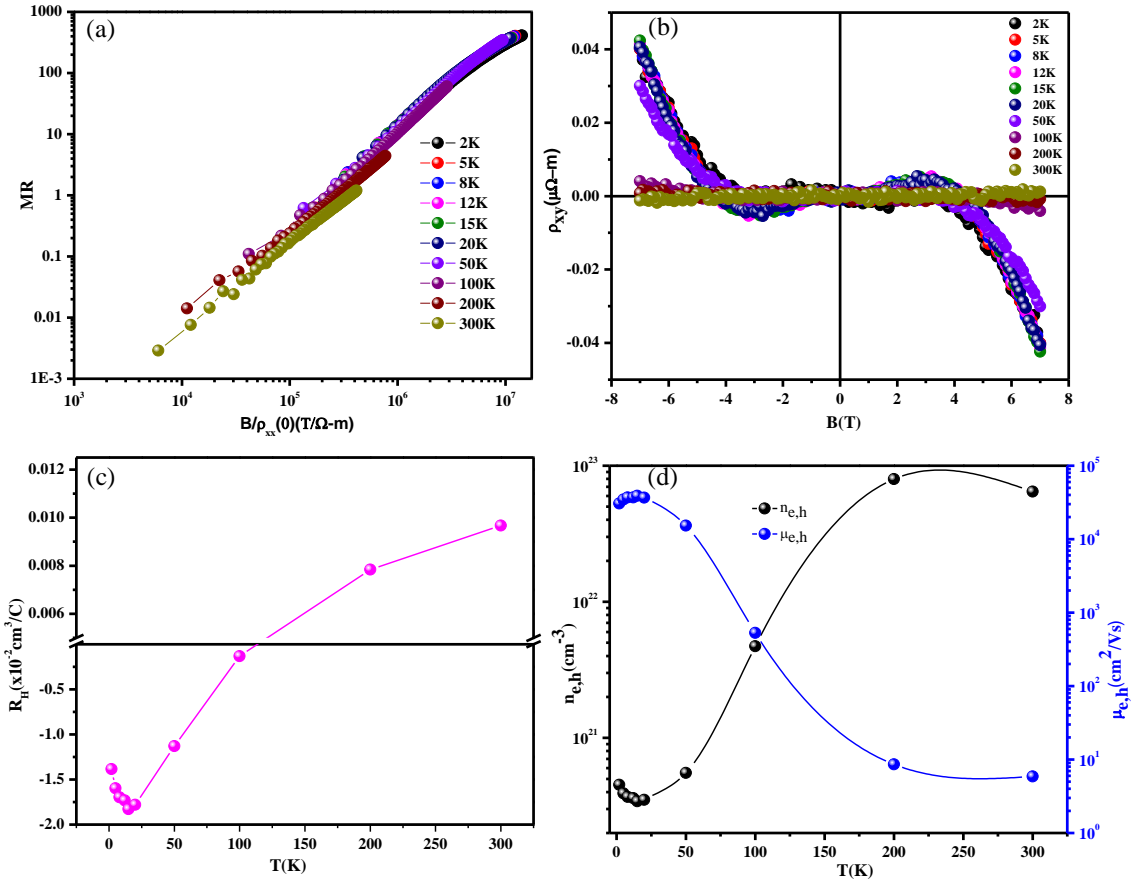 (a)
1000
100
10
1
0.1
0.01
1E-3
MR
10³ 10⁴ 10⁵ 10⁶ 10⁷
B/ρxx(0)(T/Ω-m)
2K
5K
8K
12K
15K
20K
50K
100K
200K
300K
(b)
0.04
0.02
0.00
-0.02
-0.04
ρxy(μΩ-m)
-8 -6 -4 -2 0 2 4 6 8
B(T)
2K
5K
8K
12K
15K
20K
50K
100K
200K
300K
(c)
0.012
0.010
0.008
0.006
-0.5
-1.0
-1.5
-2.0
R_H(x10⁻²cm³/C)
0 50 100 150 200 250 300
T(K)
(d)
10²³
10²²
10²¹
n_e,h(cm⁻³)
n_e,h
μ_e,h
10⁵
10⁴
10³
10²
10¹
10⁰
μ_e,h(cm²/Vs)
0 50 100 150 200 250 300
T(K)